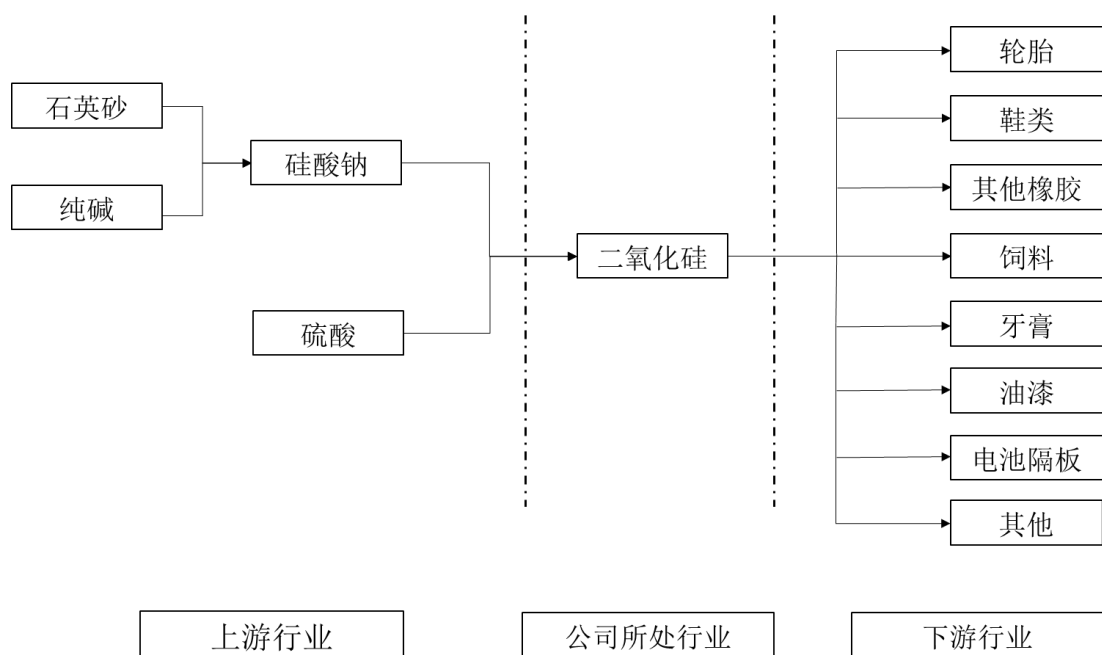 石英砂
纯碱
硅酸钠
硫酸
二氧化硅
轮胎
鞋类
其他橡胶
饲料
牙膏
油漆
电池隔板
其他
上游行业
公司所处行业
下游行业